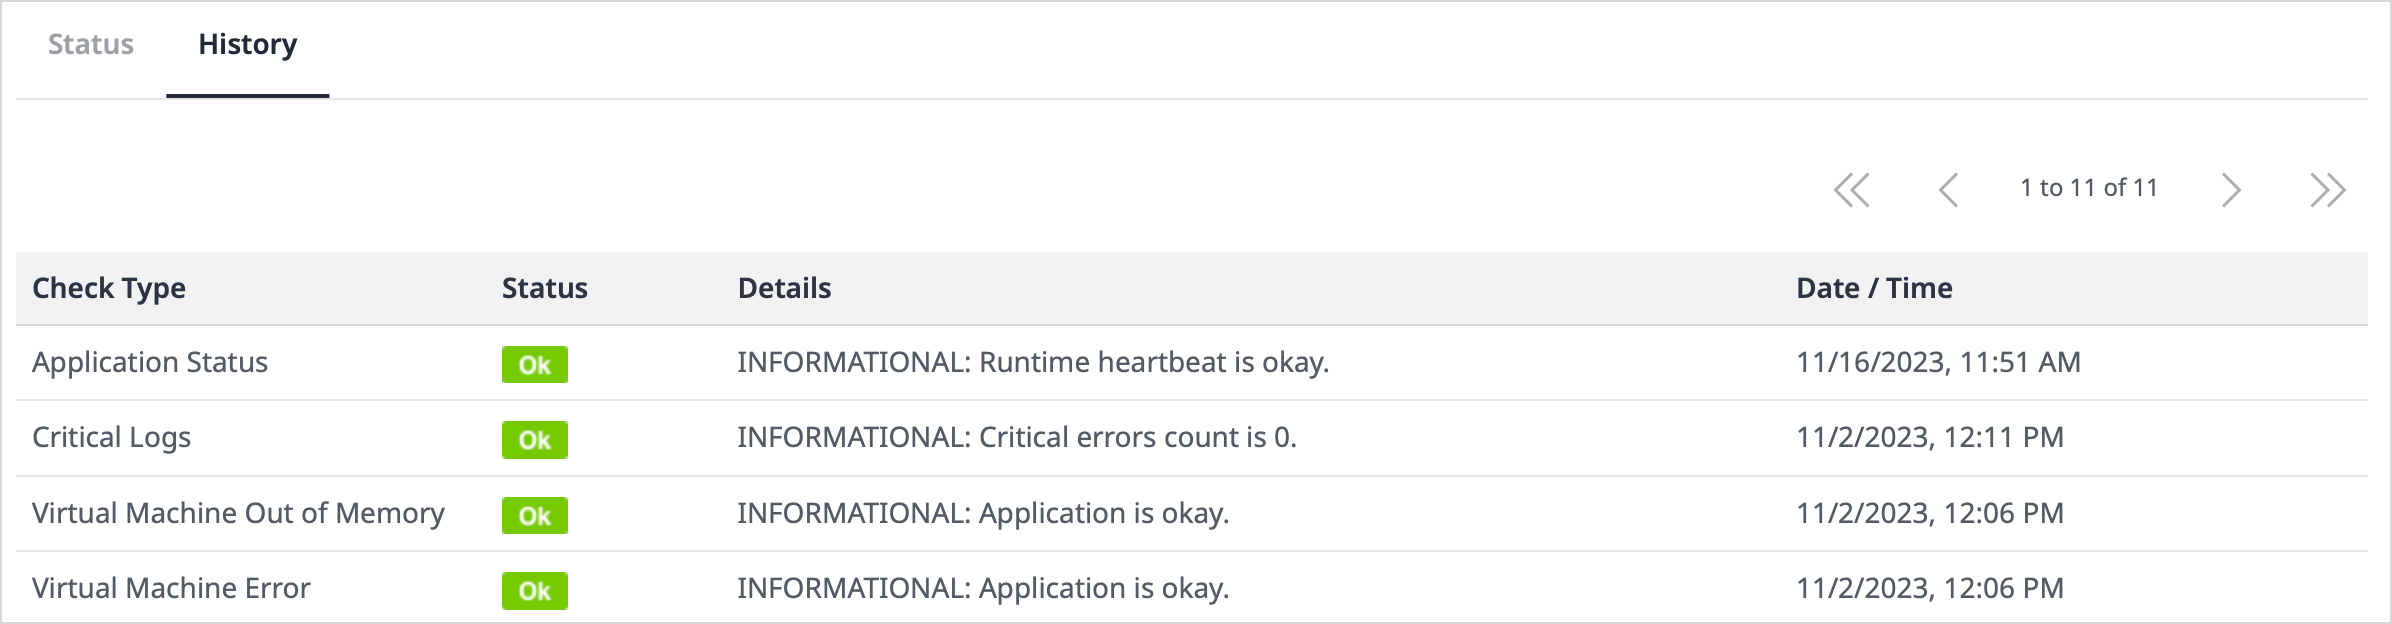 Status History
1 to 11 of 11
Check Type Status Details Date / Time
Application Status Ok INFORMATIONAL: Runtime heartbeat is okay. 11/16/2023, 11:51 AM
Critical Logs Ok INFORMATIONAL: Critical errors count is 0. 11/2/2023, 12:11 PM
Virtual Machine Out of Memory Ok INFORMATIONAL: Application is okay. 11/2/2023, 12:06 PM
Virtual Machine Error Ok INFORMATIONAL: Application is okay. 11/2/2023, 12:06 PM